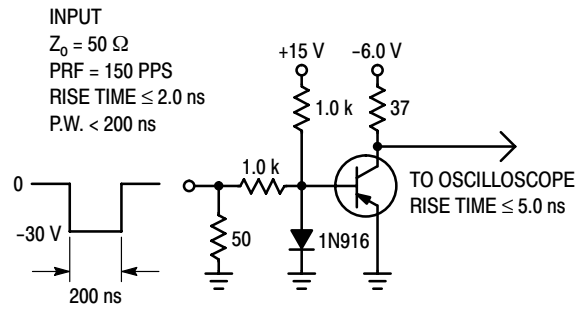 INPUT
Zo = 50 Ω
PRF = 150 PPS
RISE TIME ≤ 2.0 ns
P.W. < 200 ns
+15 V
−6.0 V
1.0 k
37
1.0 k
0
TO OSCILLOSCOPE
RISE TIME ≤ 5.0 ns
−30 V
50
1N916
200 ns